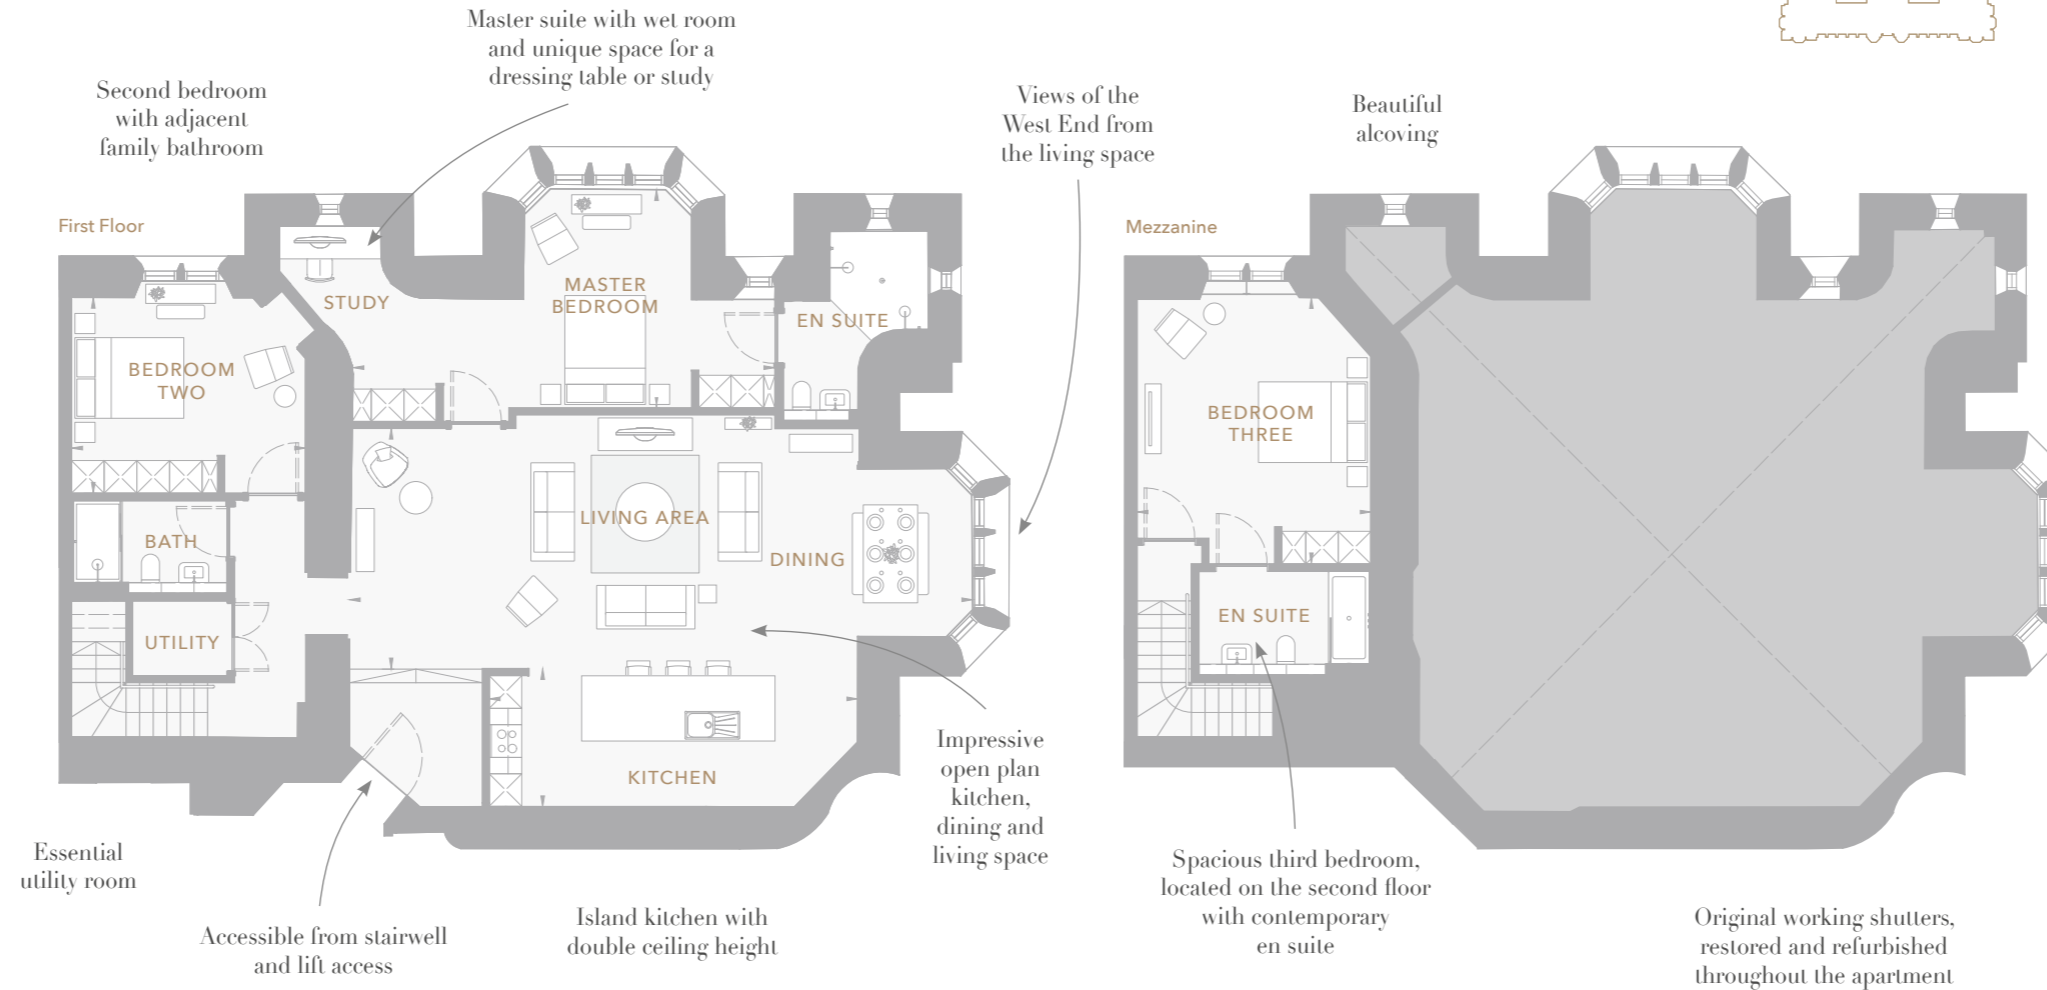 Master suite with wet room
and unique space for a
dressing table or study
Second bedroom
with adjacent
family bathroom
Views of the
West End from
the living space
Beautiful
alcoving
First Floor
Mezzanine
STUDY
MASTER
BEDROOM
EN SUITE
BEDROOM
TWO
BEDROOM
THREE
LIVING AREA
BATH
DINING
UTILITY
EN SUITE
KITCHEN
Impressive
open plan
kitchen,
dining and
living space
Essential
utility room
Accessible from stairwell
and lift access
Island kitchen with
double ceiling height
Spacious third bedroom,
located on the second floor
with contemporary
en suite
Original working shutters,
restored and refurbished
throughout the apartment